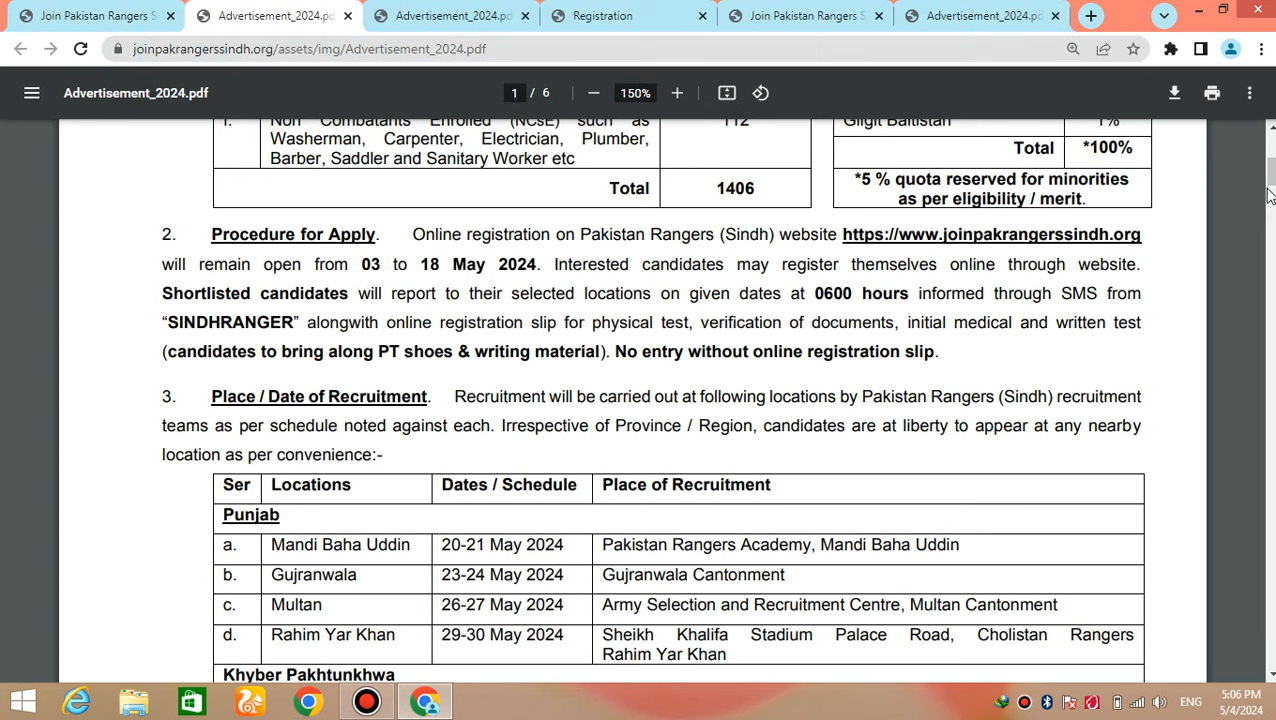 Join Pakistan Rangers S
Advertisement_2024.pd
Advertisement_2024.pd
Registration
Join Pakistan Rangers S
Advertisement_2024.pd
joinpakrangerssindh.org/assets/img/Advertisement_2024.pdf
Advertisement_2024.pdf
1 / 6
150%
i. Non Combatants Enrolled (NCsE) such as 112
Washerman, Carpenter, Electrician, Plumber,
Barber, Saddler and Sanitary Worker etc
Total 1406
Gilgit Baltistan 1%
Total *100%
*5 % quota reserved for minorities
as per eligibility / merit.
2. Procedure for Apply. Online registration on Pakistan Rangers (Sindh) website https://www.joinpakrangerssindh.org
will remain open from 03 to 18 May 2024. Interested candidates may register themselves online through website.
Shortlisted candidates will report to their selected locations on given dates at 0600 hours informed through SMS from
“SINDHRANGER” alongwith online registration slip for physical test, verification of documents, initial medical and written test
(candidates to bring along PT shoes & writing material). No entry without online registration slip.
3. Place / Date of Recruitment. Recruitment will be carried out at following locations by Pakistan Rangers (Sindh) recruitment
teams as per schedule noted against each. Irrespective of Province / Region, candidates are at liberty to appear at any nearby
location as per convenience:-
Ser Locations Dates / Schedule Place of Recruitment
Punjab
a. Mandi Baha Uddin 20-21 May 2024 Pakistan Rangers Academy, Mandi Baha Uddin
b. Gujranwala 23-24 May 2024 Gujranwala Cantonment
c. Multan 26-27 May 2024 Army Selection and Recruitment Centre, Multan Cantonment
d. Rahim Yar Khan 29-30 May 2024 Sheikh Khalifa Stadium Palace Road, Cholistan Rangers
Rahim Yar Khan
Khyber Pakhtunkhwa
ENG
5:06 PM
5/4/2024